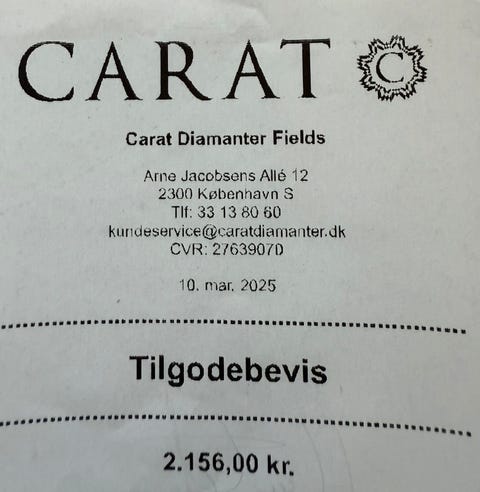 CARAT C
Carat Diamanter Fields
Arne Jacobsens Allé 12
2300 København S
Tlf: 33 13 80 60
kundeservice@caratdiamanter.dk
CVR: 27639070
10. mar. 2025
Tilgodebevis
2.156,00 kr.